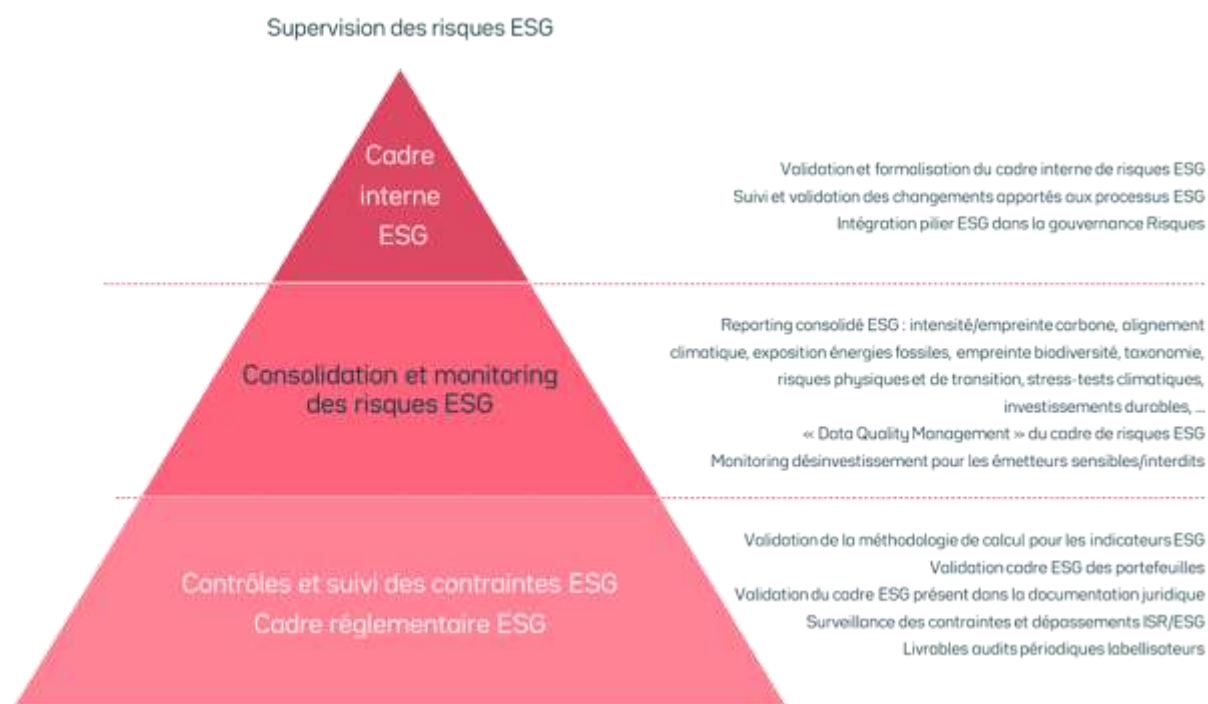 Supervision des risques ESG
Cadre
interne
ESG
Validation et formalisation du cadre interne de risques ESG
Suivi et validation des changements apportés aux processus ESG
Intégration pilier ESG dans la gouvernance Risques
Consolidation et monitoring
des risques ESG
Reporting consolidé ESG : intensité/empreinte carbone, alignement
climatique, exposition énergies fossiles, empreinte biodiversité, taxonomie,
risques physiques et de transition, stress-tests climatiques,
investissements durables, ...
« Data Quality Management » du cadre de risques ESG
Monitoring désinvestissement pour les émetteurs sensibles/interdits
Contrôles et suivi des contraintes ESG
Cadre réglementaire ESG
Validation de la méthodologie de calcul pour les indicateurs ESG
Validation cadre ESG des portefeuilles
Validation du cadre ESG présent dans la documentation juridique
Surveillance des contraintes et dépassements ISR/ESG
Livrables audits périodiques labellisateurs